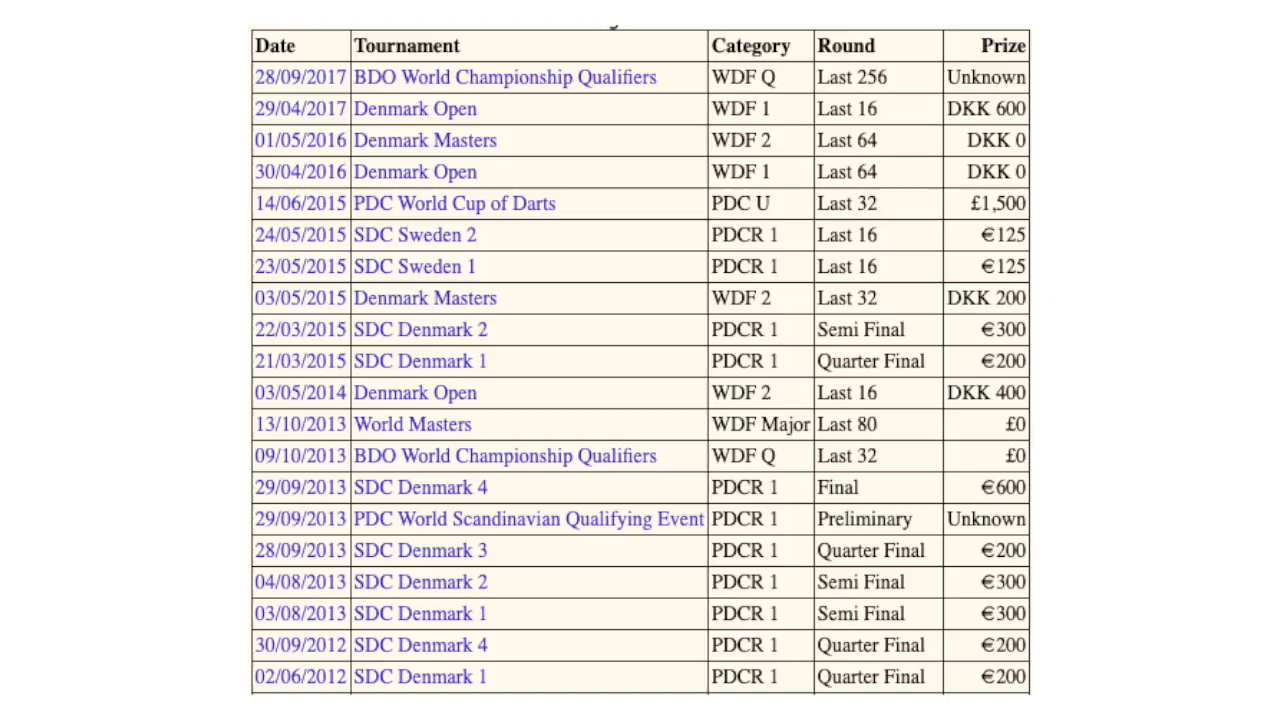 Date Tournament Category Round Prize
28/09/2017 BDO World Championship Qualifiers WDF Q Last 256 Unknown
29/04/2017 Denmark Open WDF 1 Last 16 DKK 600
01/05/2016 Denmark Masters WDF 2 Last 64 DKK 0
30/04/2016 Denmark Open WDF 1 Last 64 DKK 0
14/06/2015 PDC World Cup of Darts PDC U Last 32 £1,500
24/05/2015 SDC Sweden 2 PDCR 1 Last 16 €125
23/05/2015 SDC Sweden 1 PDCR 1 Last 16 €125
03/05/2015 Denmark Masters WDF 2 Last 32 DKK 200
22/03/2015 SDC Denmark 2 PDCR 1 Semi Final €300
21/03/2015 SDC Denmark 1 PDCR 1 Quarter Final €200
03/05/2014 Denmark Open WDF 2 Last 16 DKK 400
13/10/2013 World Masters WDF Major Last 80 £0
09/10/2013 BDO World Championship Qualifiers WDF Q Last 32 £0
29/09/2013 SDC Denmark 4 PDCR 1 Final €600
29/09/2013 PDC World Scandinavian Qualifying Event PDCR 1 Preliminary Unknown
28/09/2013 SDC Denmark 3 PDCR 1 Quarter Final €200
04/08/2013 SDC Denmark 2 PDCR 1 Semi Final €300
03/08/2013 SDC Denmark 1 PDCR 1 Semi Final €300
30/09/2012 SDC Denmark 4 PDCR 1 Quarter Final €200
02/06/2012 SDC Denmark 1 PDCR 1 Quarter Final €200